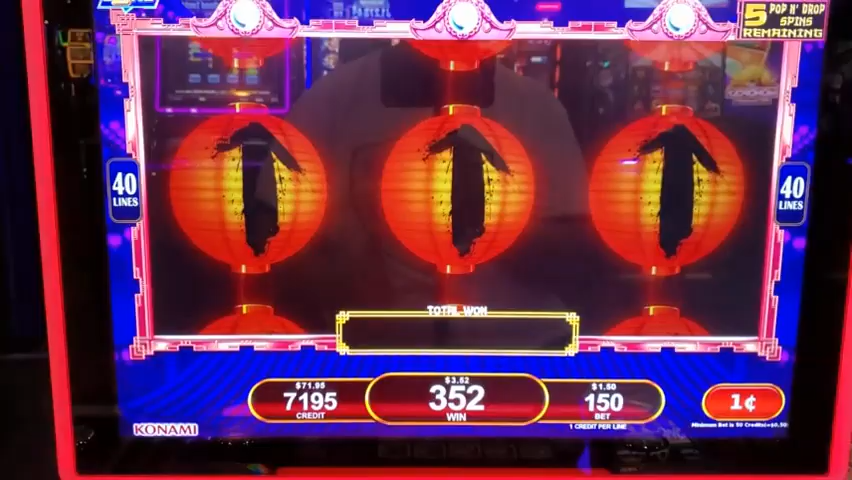 5 POP N' DROP
SPINS
REMAINING
40
LINES
40
LINES
TOTAL WON
$71.95
7195
CREDIT
$3.52
352
WIN
$1.50
150
BET
1 CREDIT PER LINE
1¢
KONAMI